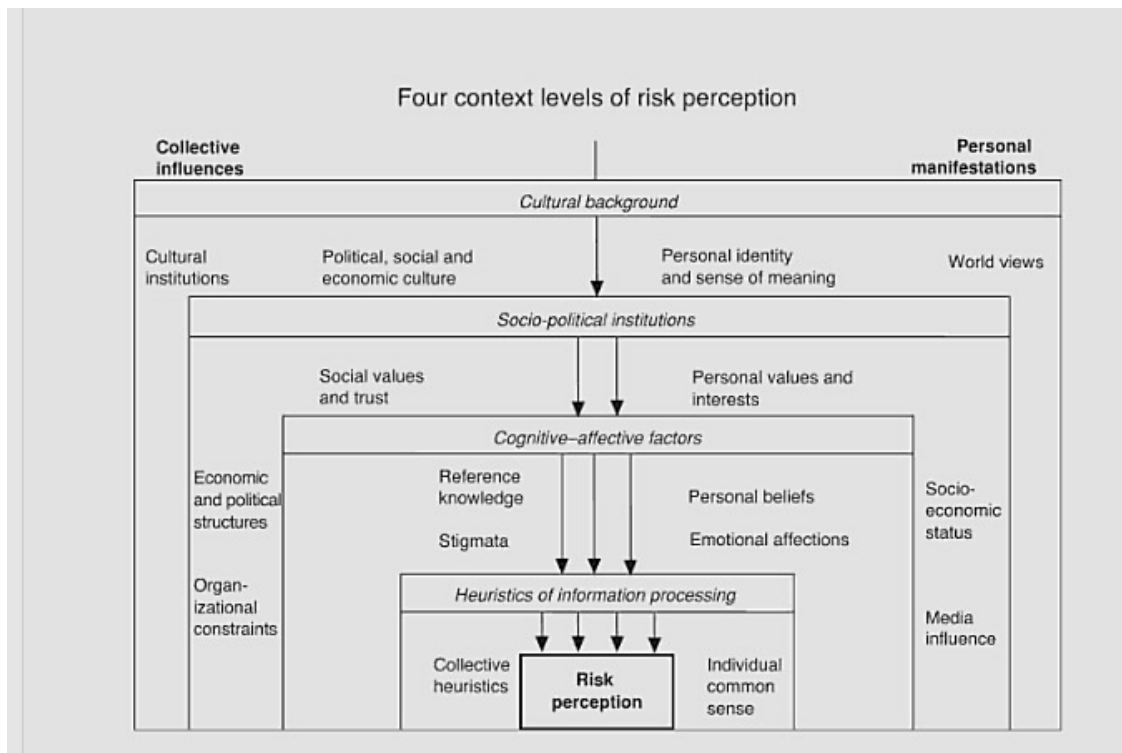 Four context levels of risk perception
Collective
influences
Personal
manifestations
Cultural background
Cultural
institutions
Political, social and
economic culture
Personal identity
and sense of meaning
World views
Socio-political institutions
Social values
and trust
Personal values and
interests
Cognitive–affective factors
Economic
and political
structures
Reference
knowledge
Personal beliefs
Socio-
economic
status
Stigmata
Emotional affections
Heuristics of information processing
Organ-
izational
constraints
Media
influence
Collective
heuristics
Risk
perception
Individual
common
sense